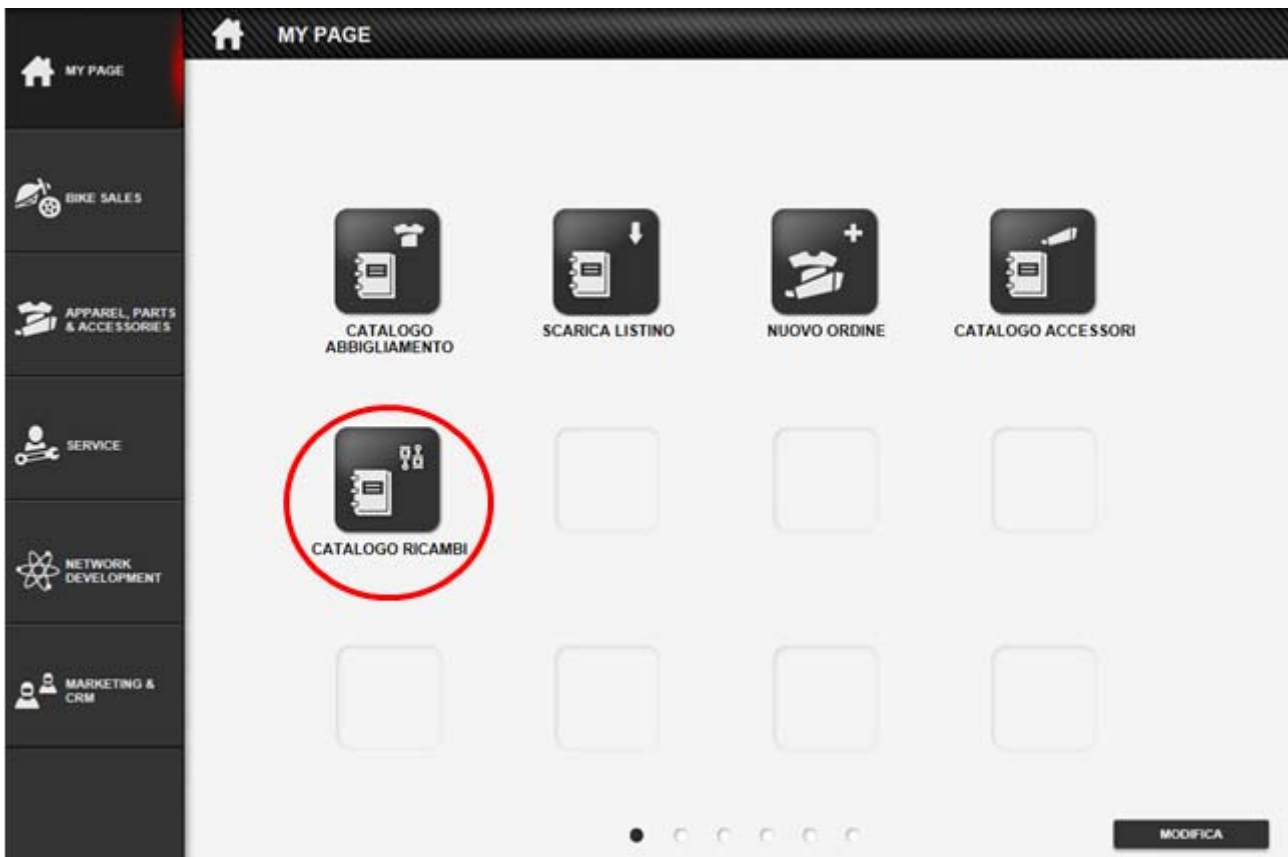 MY PAGE
MY PAGE
BIKE SALES
APPAREL, PARTS
& ACCESSORIES
SERVICE
NETWORK
DEVELOPMENT
MARKETING &
CRM
CATALOGO
ABBIGLIAMENTO
SCARICA LISTINO
NUOVO ORDINE
CATALOGO ACCESSORI
CATALOGO RICAMBI
MODIFICA